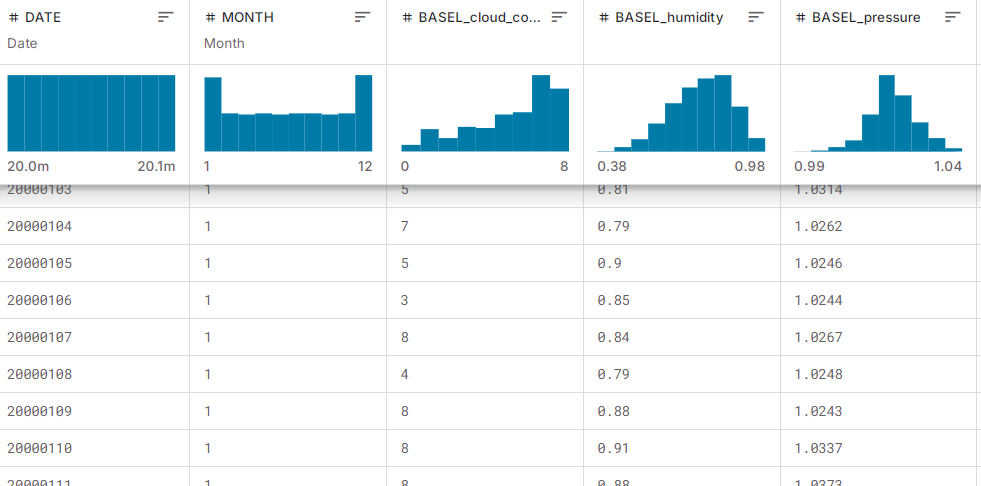 # DATE # MONTH # BASEL_cloud_co... # BASEL_humidity # BASEL_pressure
Date Month
20.0m 20.1m 1 12 0 8 0.38 0.98 0.99 1.04
20000103 1 5 0.81 1.0314
20000104 1 7 0.79 1.0262
20000105 1 5 0.9 1.0246
20000106 1 3 0.85 1.0244
20000107 1 8 0.84 1.0267
20000108 1 4 0.79 1.0248
20000109 1 8 0.88 1.0243
20000110 1 8 0.91 1.0337
20000111 1 8 0.88 1.0373